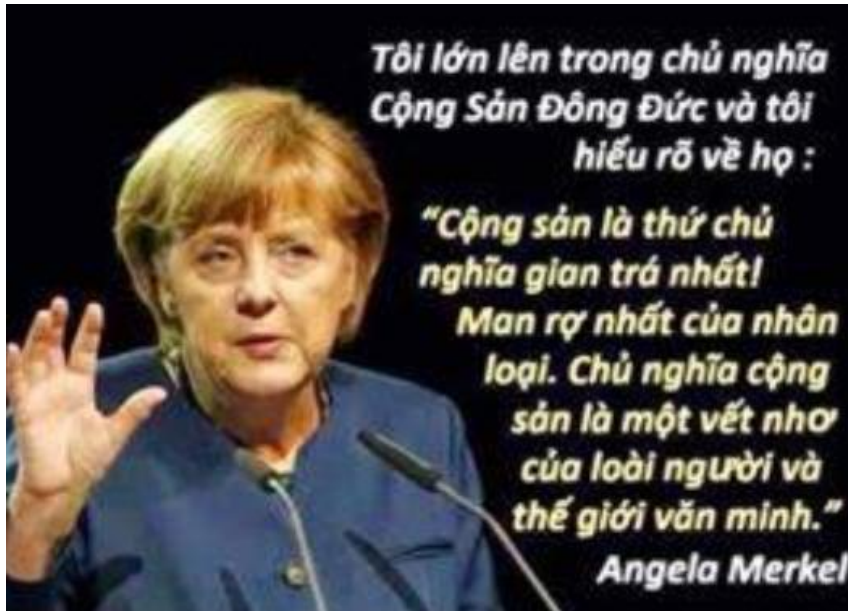 Tôi lớn lên trong chủ nghĩa
Cộng Sản Đông Đức và tôi
hiểu rõ về họ :
“Cộng sản là thứ chủ
nghĩa gian trá nhất!
Man rợ nhất của nhân
loại. Chủ nghĩa cộng
sản là một vết nhơ
của loài người và
thế giới văn minh.”
Angela Merkel